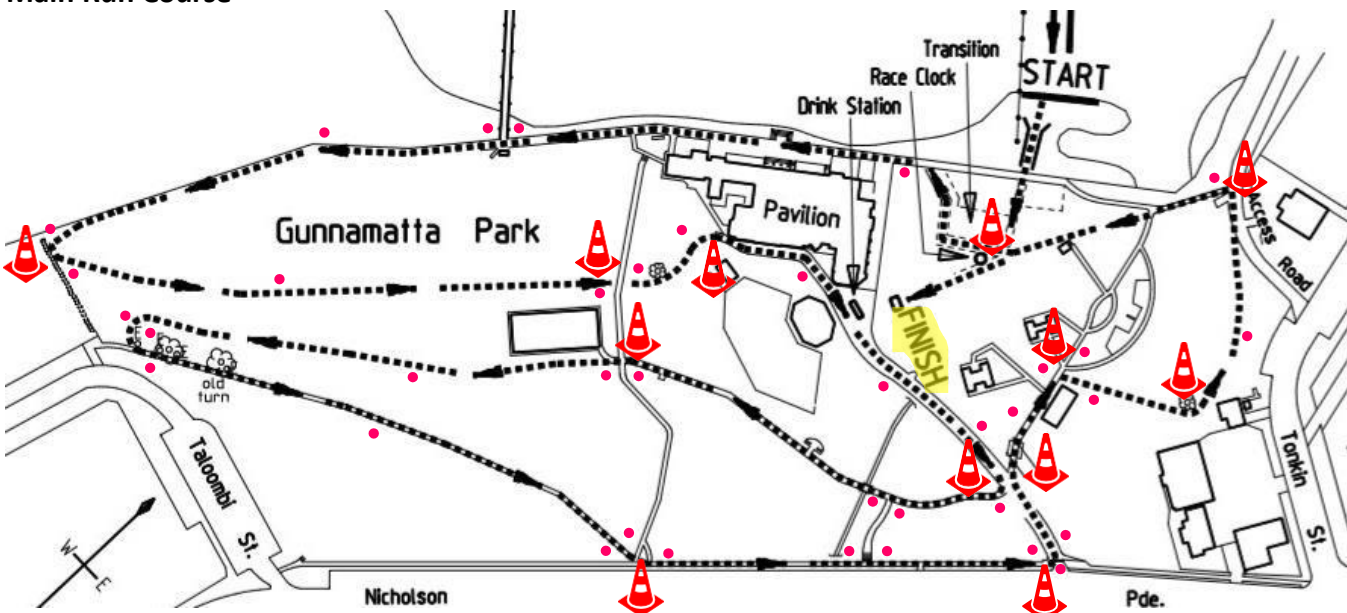 Main Run Course
Transition
Race Clock
START
Drink Station
Gunnamatta Park
Pavilion
Access
Road
FINISH
old
turn
Taloombi
St.
Tonkin
St.
W
E
Nicholson
Pde.